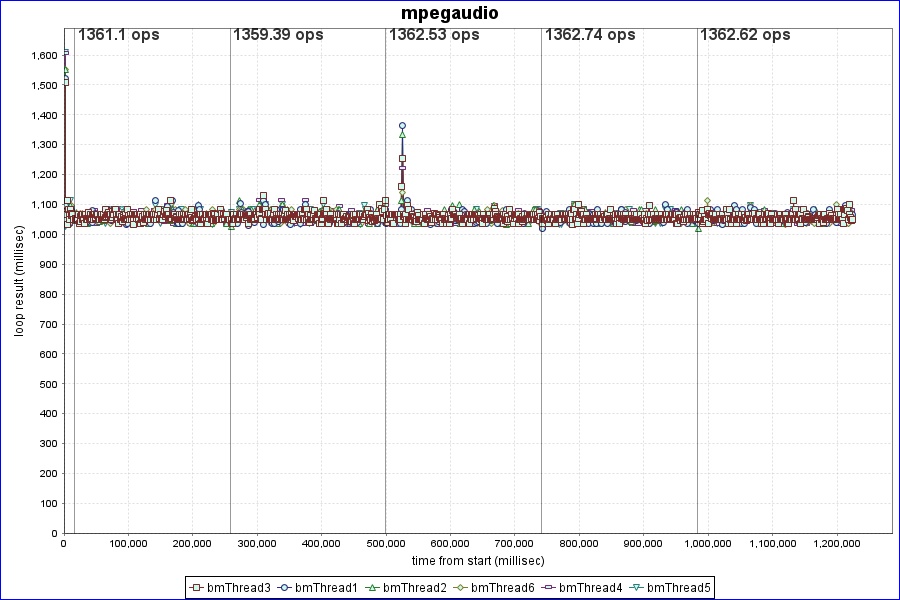 mpegaudio
1361.1 ops 1359.39 ops 1362.53 ops 1362.74 ops 1362.62 ops
1,600
1,500
1,400
1,300
1,200
1,100
1,000
900
800
700
600
500
400
300
200
100
0
loop result (millisec)
0 100,000 200,000 300,000 400,000 500,000 600,000 700,000 800,000 900,000 1,000,000 1,100,000 1,200,000
time from start (millisec)
bmThread3 bmThread1 bmThread2 bmThread6 bmThread4 bmThread5